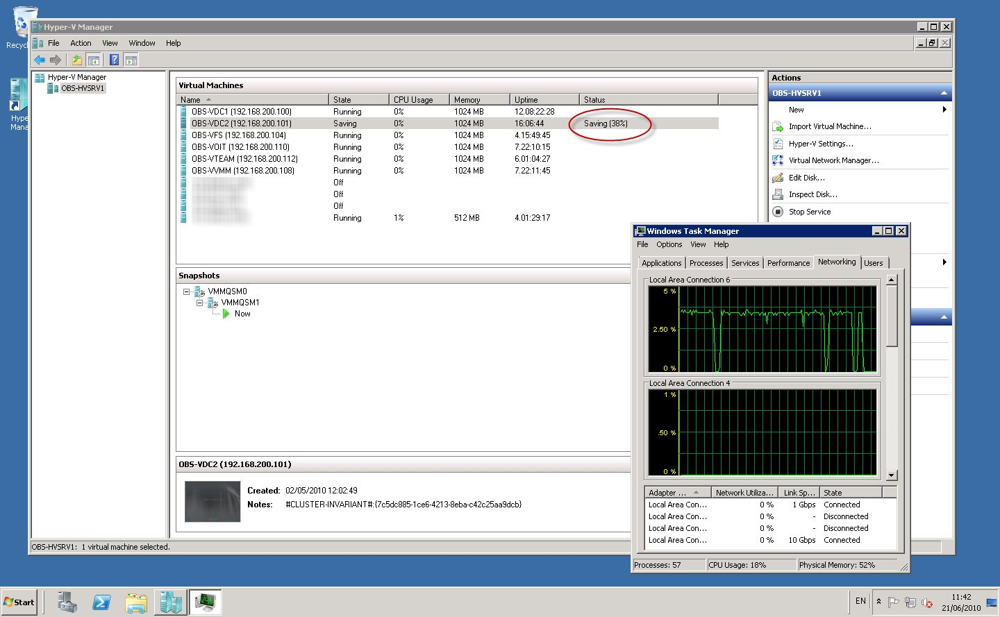 Recyc
Hyper-V Manager
File Action View Window Help
Hype
Mana
Hyper-V Manager
OBS-HVSRV1
Virtual Machines
Name State CPU Usage Memory Uptime Status
OBS-VDC1 (192.168.200.100) Running 0% 1024 MB 12.08:22:28
OBS-VDC2 (192.168.200.101) Saving 0% 1024 MB 16:06:44 Saving (38%)
OBS-VFS (192.168.200.104) Running 0% 1024 MB 4.15:49:45
OBS-VOIT (192.168.200.110) Running 0% 1024 MB 7.22:10:15
OBS-VTEAM (192.168.200.112) Running 0% 1024 MB 6.01:04:27
OBS-VVMM (192.168.200.108) Running 0% 1024 MB 7.22:11:45
Off
Off
Off
Running 1% 512 MB 4.01:29:17
Snapshots
VMMQSM0
VMMQSM1
Now
OBS-VDC2 (192.168.200.101)
Created: 02/05/2010 12:02:49
Notes: #CLUSTER-INVARIANT#:{7c5dc885-1ce6-4213-8eba-c42c25aa9dcb}
OBS-HVSRV1: 1 virtual machine selected.
Actions
OBS-HVSRV1
New
Import Virtual Machine...
Hyper-V Settings...
Virtual Network Manager...
Edit Disk...
Inspect Disk...
Stop Service
Windows Task Manager
File Options View Help
Applications Processes Services Performance Networking Users
Local Area Connection 6
5 %
2.50 %
0 %
Local Area Connection 4
1 %
.50 %
0 %
Adapter ... Network Utiliza... Link Sp... State
Local Area Con... 0 % 1 Gbps Connected
Local Area Con... 0 % - Disconnected
Local Area Con... 0 % - Disconnected
Local Area Con... 0 % 10 Gbps Connected
Processes: 57 CPU Usage: 18% Physical Memory: 52%
Start
EN
11:42
21/06/2010